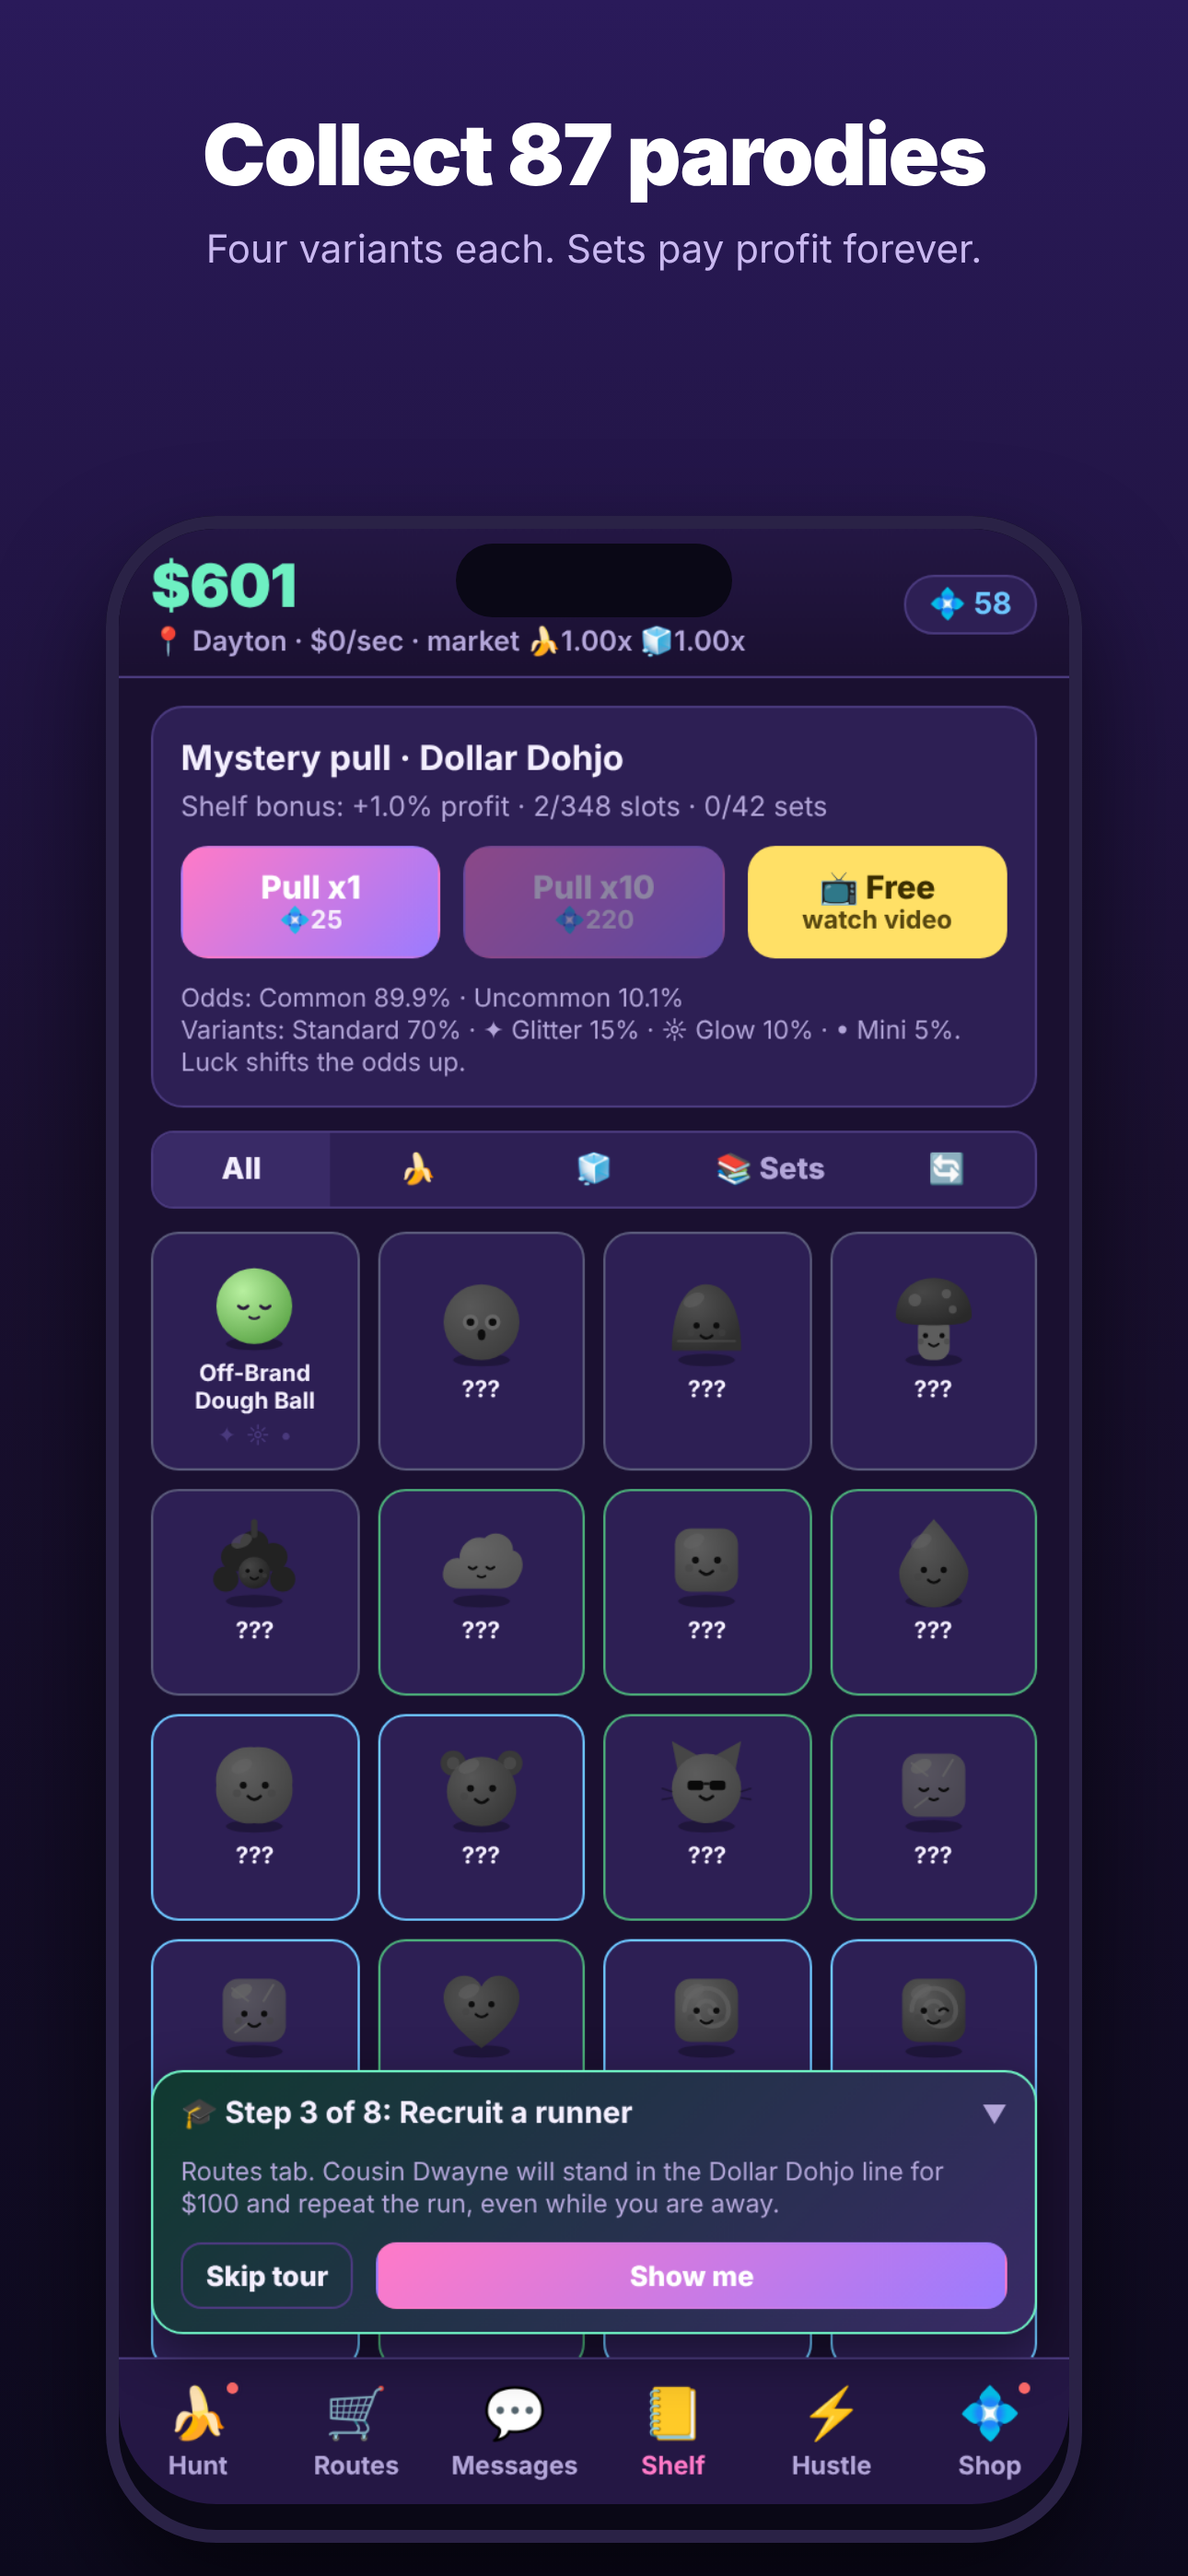 Collect 87 parodies
Four variants each. Sets pay profit forever.
$601
📍 Dayton · $0/sec · market 🍌1.00x 🧊1.00x
💠 58
Mystery pull · Dollar Dohjo
Shelf bonus: +1.0% profit · 2/348 slots · 0/42 sets
Pull x1
💠25
Pull x10
💠220
📺 Free
watch video
Odds: Common 89.9% · Uncommon 10.1%
Variants: Standard 70% · ✦ Glitter 15% · ☼ Glow 10% · • Mini 5%.
Luck shifts the odds up.
All
📚 Sets
Off-Brand
Dough Ball
???
???
???
???
???
???
???
???
???
???
???
🎓 Step 3 of 8: Recruit a runner ▼
Routes tab. Cousin Dwayne will stand in the Dollar Dohjo line for
$100 and repeat the run, even while you are away.
Skip tour
Show me
Hunt
Routes
Messages
Shelf
Hustle
Shop